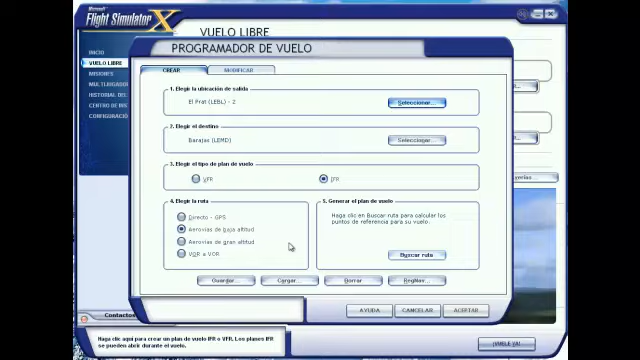 Microsoft
Flight Simulator X
VUELO LIBRE
INICIO
VUELO LIBRE
MISIONES
MULTIJUGADOR
HISTORIAL DEL
CENTRO DE INS
CONFIGURACIÓ
PROGRAMADOR DE VUELO
CREAR
MODIFICAR
1. Elegir la ubicación de salida
El Prat (LEBL) - 2
Seleccionar...
2. Elegir el destino
Barajas (LEMD)
Seleccionar...
3. Elegir el tipo de plan de vuelo
VFR
IFR
4. Elegir la ruta
Directo - GPS
Aerovías de baja altitud
Aerovías de gran altitud
VOR a VOR
5. Generar el plan de vuelo
Haga clic en Buscar ruta para calcular los
puntos de referencia para su vuelo.
Buscar ruta
Guardar...
Cargar...
Borrar
RegNav...
AYUDA
CANCELAR
ACEPTAR
Contactos
Haga clic aquí para crear un plan de vuelo IFR o VFR. Los planes IFR
se pueden abrir durante el vuelo.
¡VUELE YA!